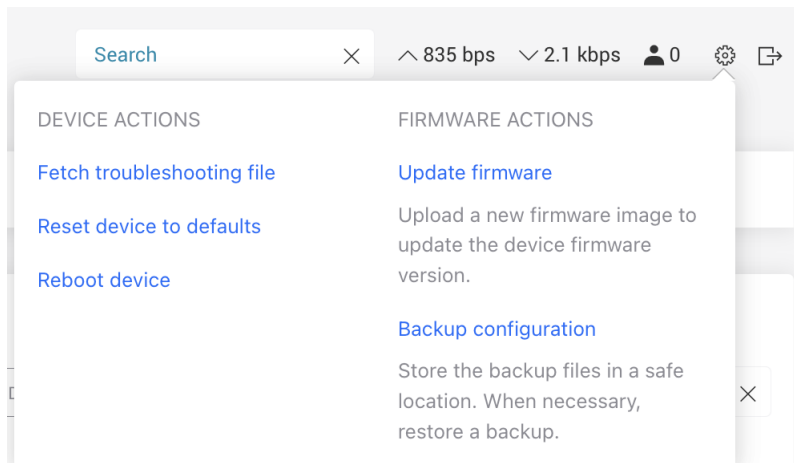 Search
835 bps
2.1 kbps
0
DEVICE ACTIONS
Fetch troubleshooting file
Reset device to defaults
Reboot device
FIRMWARE ACTIONS
Update firmware
Upload a new firmware image to
update the device firmware
version.
Backup configuration
Store the backup files in a safe
location. When necessary,
restore a backup.